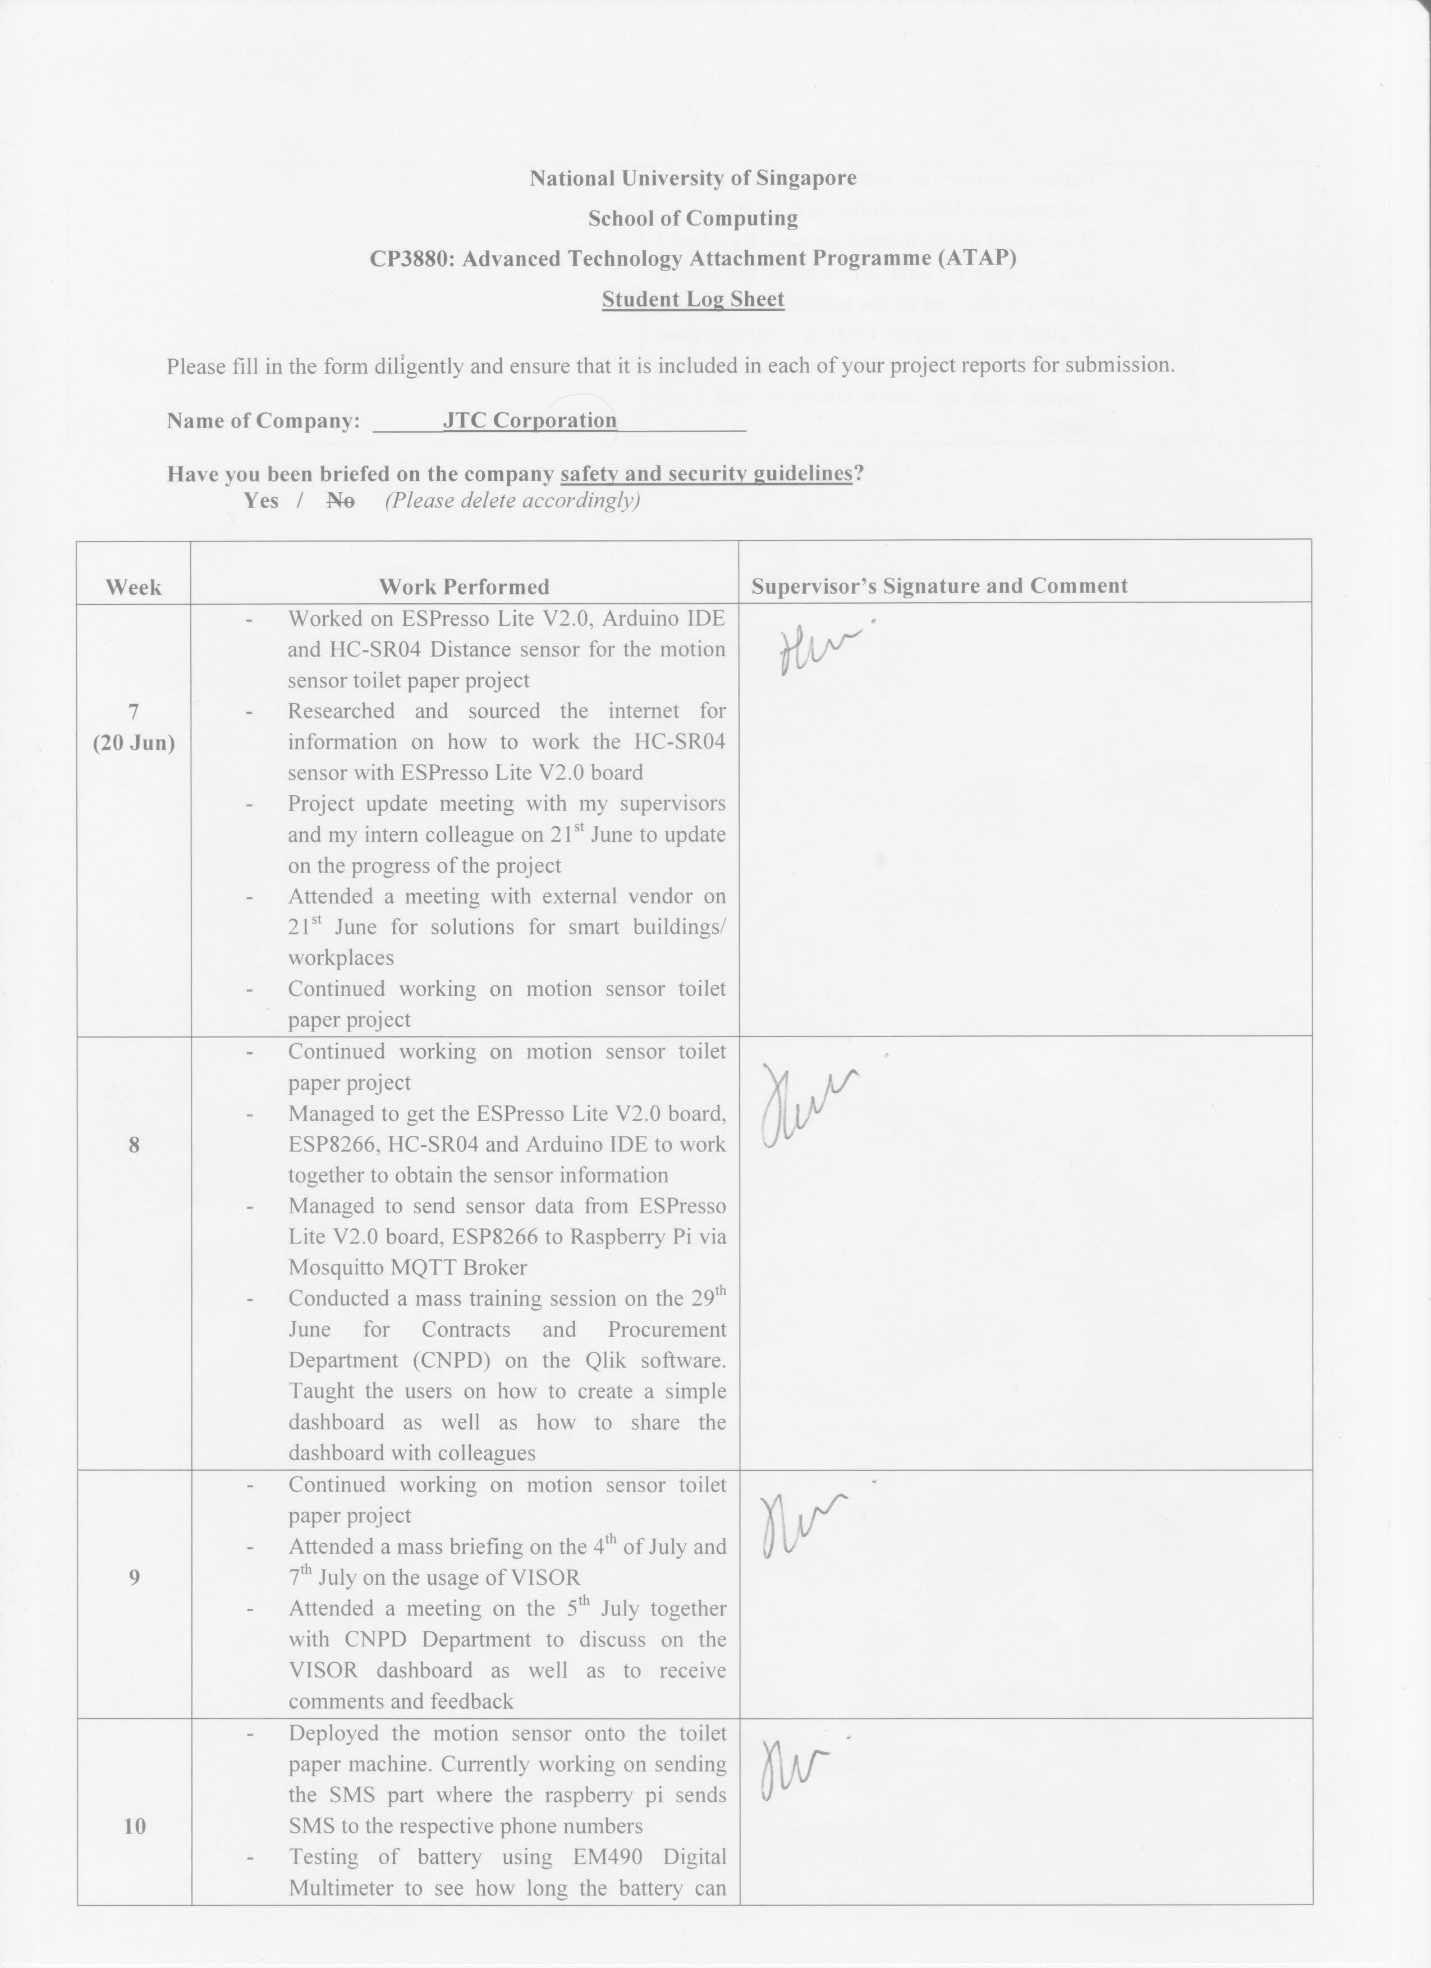 National University of Singapore
School of Computing
CP3880: Advanced Technology Attachment Programme (ATAP)
Student Log Sheet
Please fill in the form diligently and ensure that it is included in each of your project reports for submission.
Name of Company: JTC Corporation
Have you been briefed on the company safety and security guidelines?
Yes / No (Please delete accordingly)
Week Work Performed Supervisor's Signature and Comment
7
(20 Jun)
- Worked on ESPresso Lite V2.0, Arduino IDE
and HC-SR04 Distance sensor for the motion
sensor toilet paper project
- Researched and sourced the internet for
information on how to work the HC-SR04
sensor with ESPresso Lite V2.0 board
- Project update meeting with my supervisors
and my intern colleague on 21st June to update
on the progress of the project
- Attended a meeting with external vendor on
21st June for solutions for smart buildings/
workplaces
- Continued working on motion sensor toilet
paper project
8
- Continued working on motion sensor toilet
paper project
- Managed to get the ESPresso Lite V2.0 board,
ESP8266, HC-SR04 and Arduino IDE to work
together to obtain the sensor information
- Managed to send sensor data from ESPresso
Lite V2.0 board, ESP8266 to Raspberry Pi via
Mosquitto MQTT Broker
- Conducted a mass training session on the 29th
June for Contracts and Procurement
Department (CNPD) on the Qlik software.
Taught the users on how to create a simple
dashboard as well as how to share the
dashboard with colleagues
9
- Continued working on motion sensor toilet
paper project
- Attended a mass briefing on the 4th of July and
7th July on the usage of VISOR
- Attended a meeting on the 5th July together
with CNPD Department to discuss on the
VISOR dashboard as well as to receive
comments and feedback
10
- Deployed the motion sensor onto the toilet
paper machine. Currently working on sending
the SMS part where the raspberry pi sends
SMS to the respective phone numbers
- Testing of battery using EM490 Digital
Multimeter to see how long the battery can